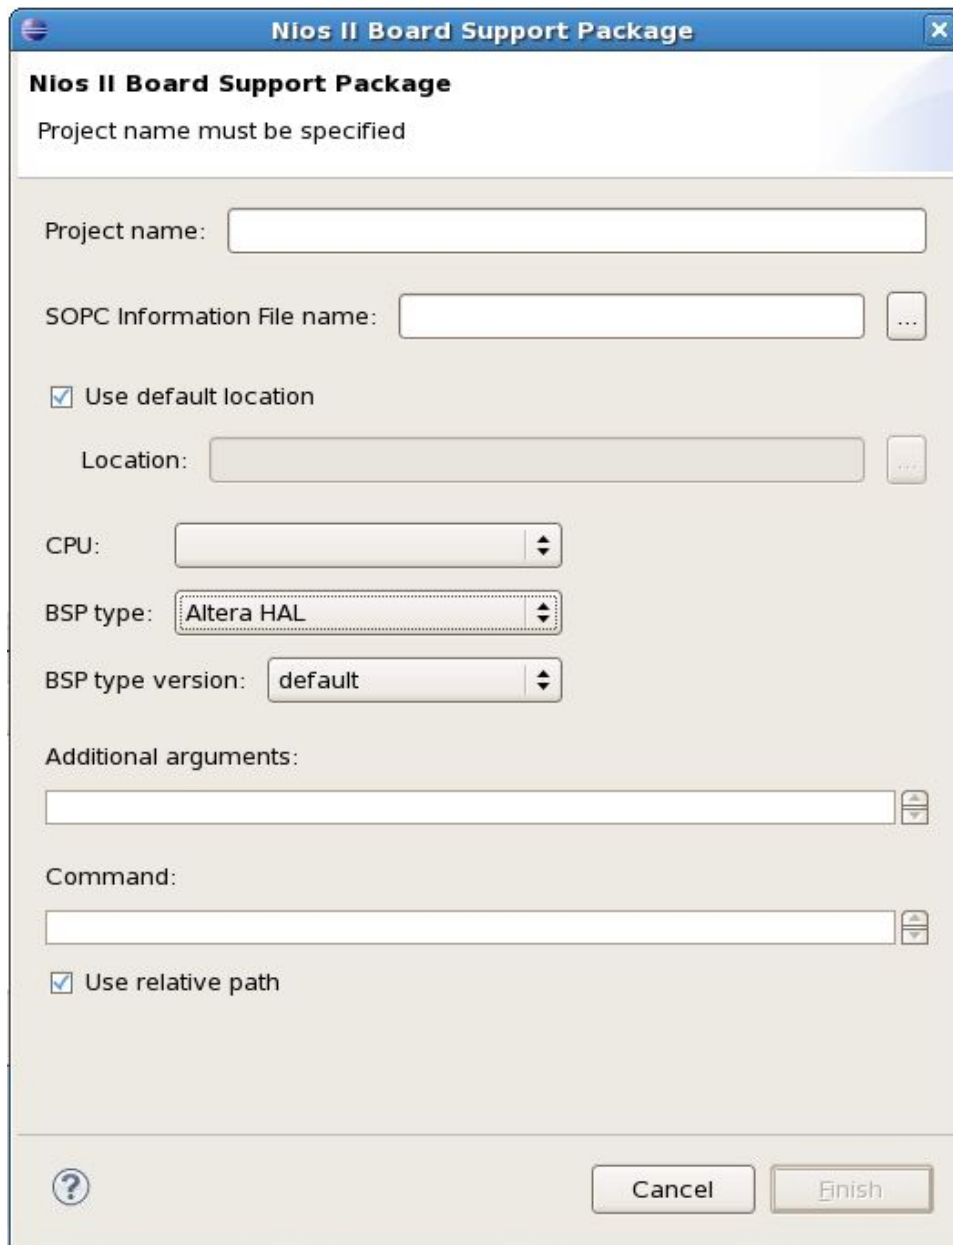 Nios II Board Support Package
Nios II Board Support Package
Project name must be specified
Project name:
SOPC Information File name:
...
Use default location
Location:
...
CPU:
BSP type: Altera HAL
BSP type version: default
Additional arguments:
Command:
Use relative path
? Cancel Finish